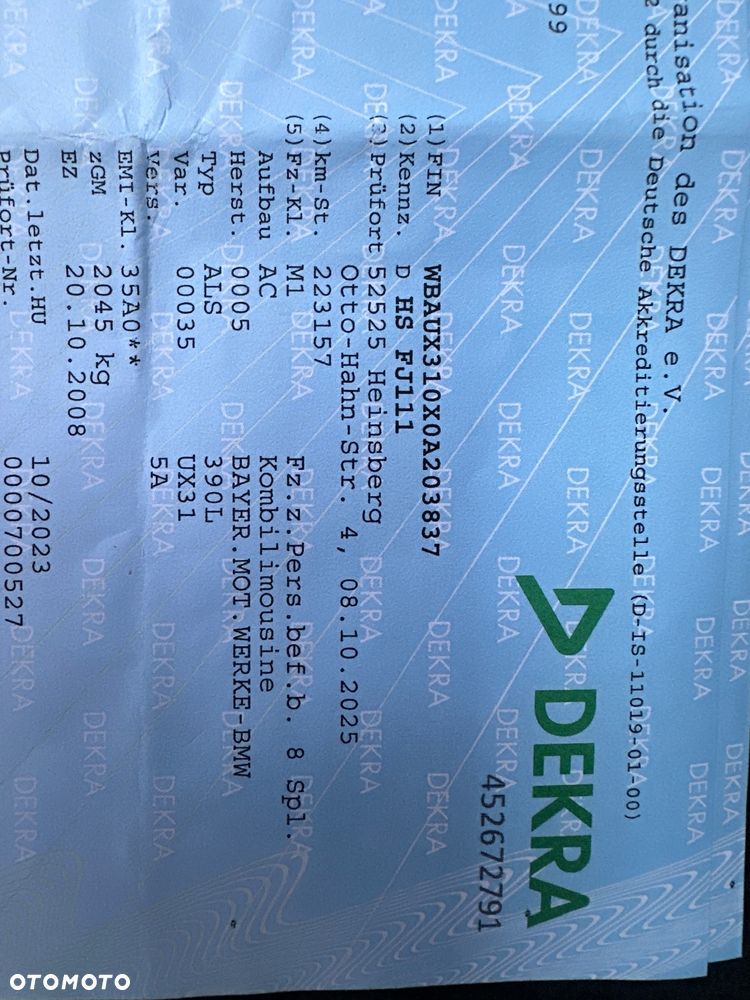 anisation des DEKRA e.V.
2 durch die Deutsche Akkreditierungsstelle (D-IS-11019-01-00)
DEKRA
99
452672791
(1) FIN WBAUX310X0A203837
(2) Kennz. D HS FJ111
(3) Prüfort 52525 Heinsberg
Otto-Hahn-Str. 4, 08.10.2025
(4) km-St. 223157
(5) Fz-Kl. M1 Fz.z.Pers.bef.b. 8 Spl.
Aufbau AC Kombilimousine
Herst. 0005 BAYER.MOT.WERKE-BMW
Typ ALS 390L
Var. 00035 UX31
Vers. 5A
EMI-Kl. 35A0**
zGM 2045 kg
EZ 20.10.2008
Dat.letzt.HU 10/2023
Prüfort-Nr. 0000700527
OTOMOTO